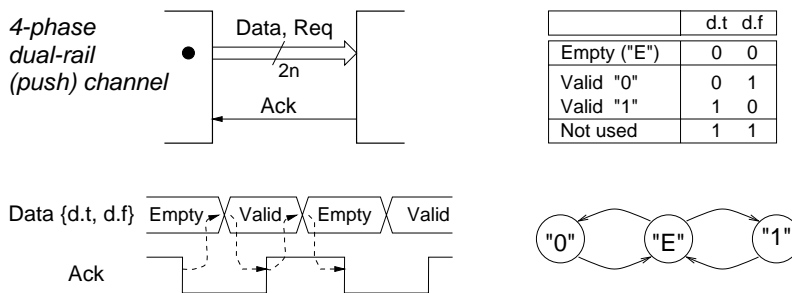 4-phase
dual-rail
(push) channel
Data, Req
2n
Ack
d.t d.f
Empty ("E") 0 0
Valid "0" 0 1
Valid "1" 1 0
Not used 1 1
Data {d.t, d.f} Empty Valid Empty Valid
Ack
"0" "E" "1"